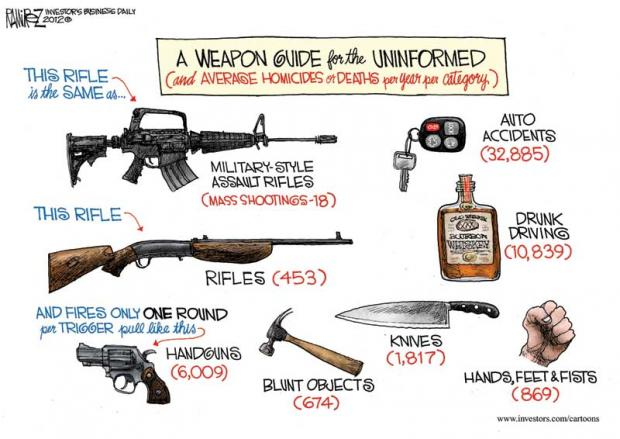 RAMIREZ INVESTOR'S BUSINESS DAILY
2012©
A WEAPON GUIDE for the UNINFORMED
(and AVERAGE HOMICIDES or DEATHS per year per category.)
THIS RIFLE
is the SAME as...
MILITARY-STYLE
ASSAULT RIFLES
(MASS SHOOTINGS-18)
AUTO
ACCIDENTS
(32,885)
THIS RIFLE
RIFLES (453)
BOURBON
WHISKEY
DRUNK
DRIVING
(10,839)
AND FIRES ONLY ONE ROUND
per TRIGGER pull like this
HANDGUNS
(6,009)
BLUNT OBJECTS
(674)
KNIVES
(1,817)
HANDS, FEET & FISTS
(869)
www.investors.com/cartoons